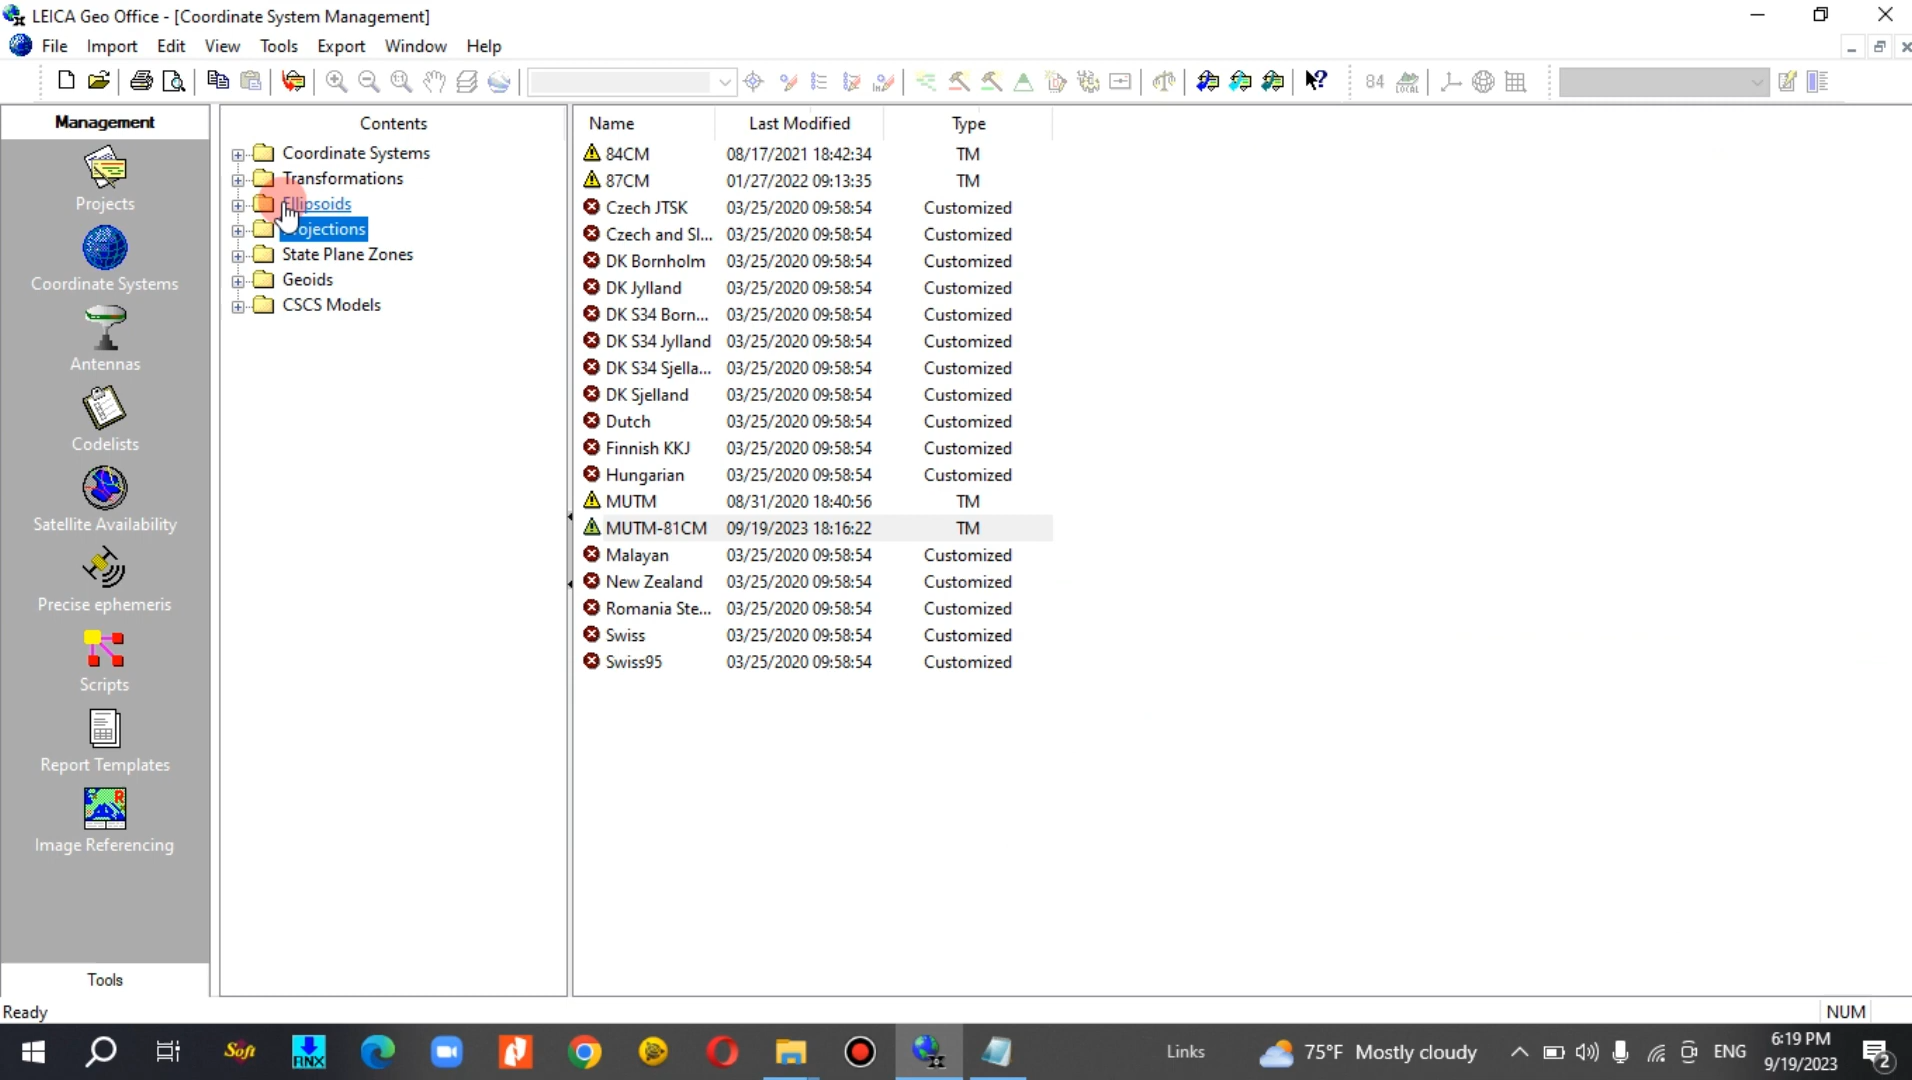 LEICA Geo Office - [Coordinate System Management]
File Import Edit View Tools Export Window Help
84 LOCAL
Management
Projects
Coordinate Systems
Antennas
Codelists
Satellite Availability
Precise ephemeris
Scripts
Report Templates
R
Image Referencing
Tools
Contents
Coordinate Systems
Transformations
Ellipsoids
Projections
State Plane Zones
Geoids
CSCS Models
Name Last Modified Type
84CM 08/17/2021 18:42:34 TM
87CM 01/27/2022 09:13:35 TM
Czech JTSK 03/25/2020 09:58:54 Customized
Czech and Sl... 03/25/2020 09:58:54 Customized
DK Bornholm 03/25/2020 09:58:54 Customized
DK Jylland 03/25/2020 09:58:54 Customized
DK S34 Born... 03/25/2020 09:58:54 Customized
DK S34 Jylland 03/25/2020 09:58:54 Customized
DK S34 Sjella... 03/25/2020 09:58:54 Customized
DK Sjelland 03/25/2020 09:58:54 Customized
Dutch 03/25/2020 09:58:54 Customized
Finnish KKJ 03/25/2020 09:58:54 Customized
Hungarian 03/25/2020 09:58:54 Customized
MUTM 08/31/2020 18:40:56 TM
MUTM-81CM 09/19/2023 18:16:22 TM
Malayan 03/25/2020 09:58:54 Customized
New Zealand 03/25/2020 09:58:54 Customized
Romania Ste... 03/25/2020 09:58:54 Customized
Swiss 03/25/2020 09:58:54 Customized
Swiss95 03/25/2020 09:58:54 Customized
Ready NUM
Soft RNX Links 75°F Mostly cloudy ENG
6:19 PM
9/19/2023
2